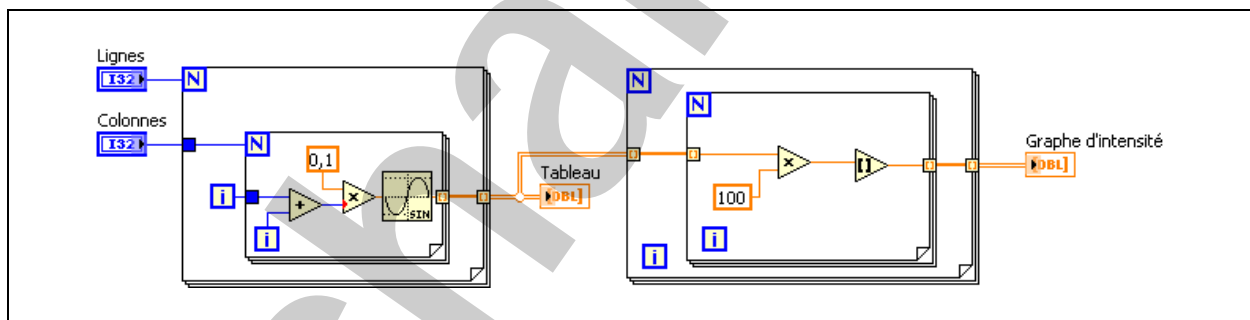 Lignes
I32
N
Colonnes
I32
N
0,1
i
+
×
SIN
i
Tableau
DBL]
N
N
×
[]
100
i
i
Graphe d'intensité
DBL]